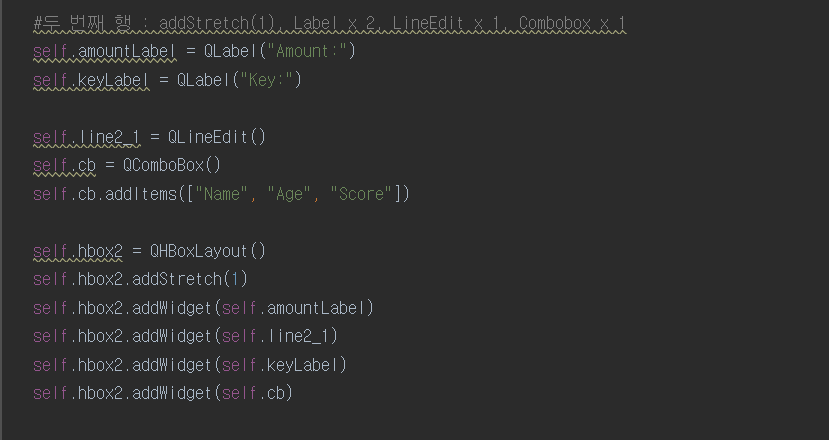 #두 번째 행 : addStretch(1), Label x 2, LineEdit x 1, Combobox x 1
self.amountLabel = QLabel("Amount:")
self.keyLabel = QLabel("Key:")
self.line2_1 = QLineEdit()
self.cb = QComboBox()
self.cb.addItems(["Name", "Age", "Score"])
self.hbox2 = QHBoxLayout()
self.hbox2.addStretch(1)
self.hbox2.addWidget(self.amountLabel)
self.hbox2.addWidget(self.line2_1)
self.hbox2.addWidget(self.keyLabel)
self.hbox2.addWidget(self.cb)